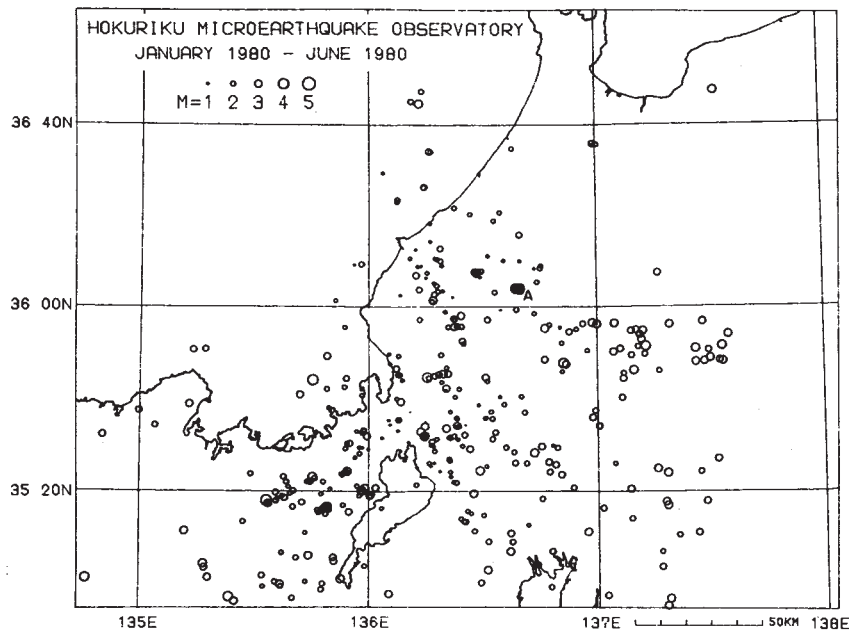 HOKURIKU MICROEARTHQUAKE OBSERVATORY
JANUARY 1980 - JUNE 1980
M=1 2 3 4 5
36 40N
A
36 00N
35 20N
135E 136E 137E 138E
50KM